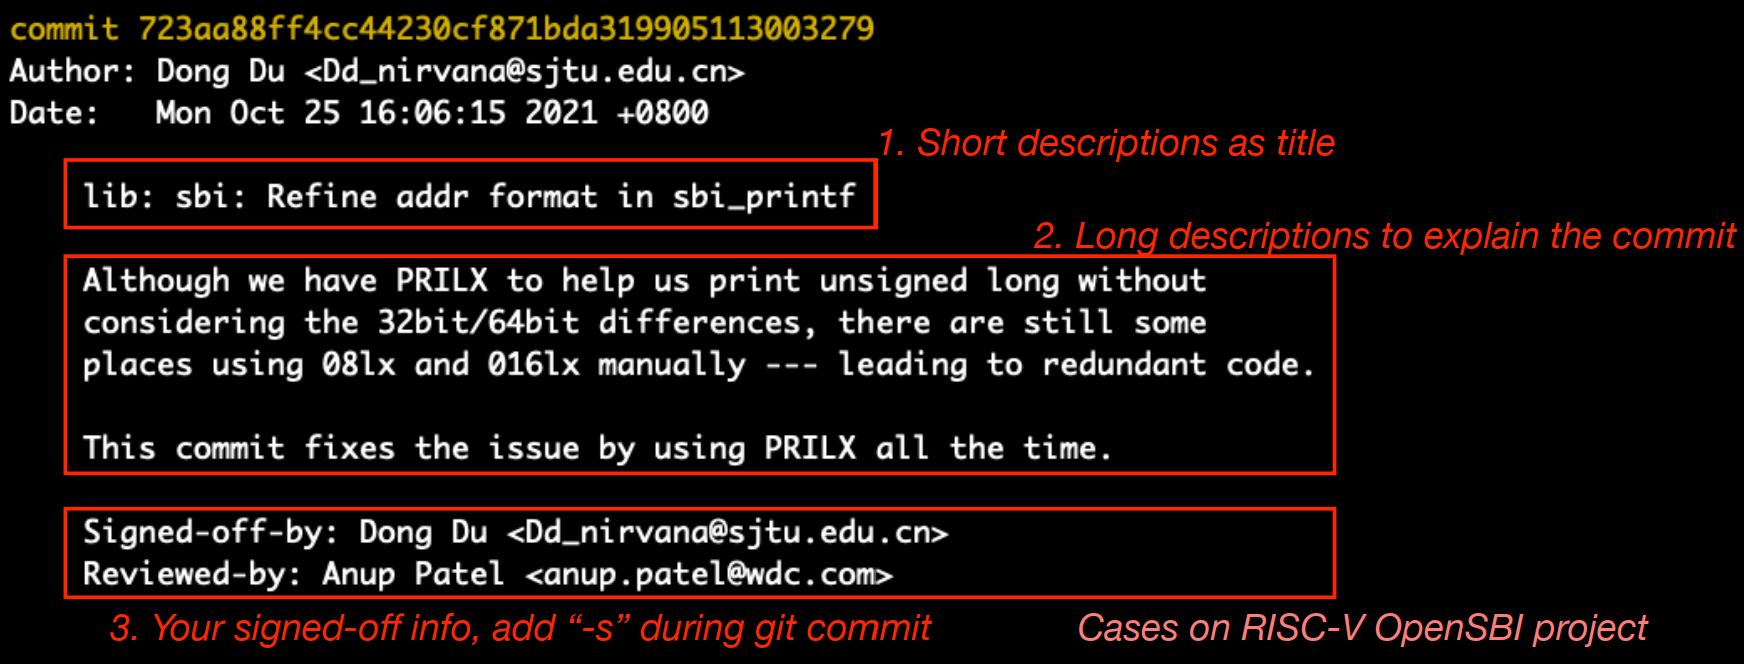 commit 723aa88ff4cc44230cf871bda319905113003279
Author: Dong Du <Dd_nirvana@sjtu.edu.cn>
Date:   Mon Oct 25 16:06:15 2021 +0800
1. Short descriptions as title
lib: sbi: Refine addr format in sbi_printf
2. Long descriptions to explain the commit
Although we have PRILX to help us print unsigned long without
considering the 32bit/64bit differences, there are still some
places using 08lx and 016lx manually --- leading to redundant code.
This commit fixes the issue by using PRILX all the time.
Signed-off-by: Dong Du <Dd_nirvana@sjtu.edu.cn>
Reviewed-by: Anup Patel <anup.patel@wdc.com>
3. Your signed-off info, add “-s” during git commit
Cases on RISC-V OpenSBI project